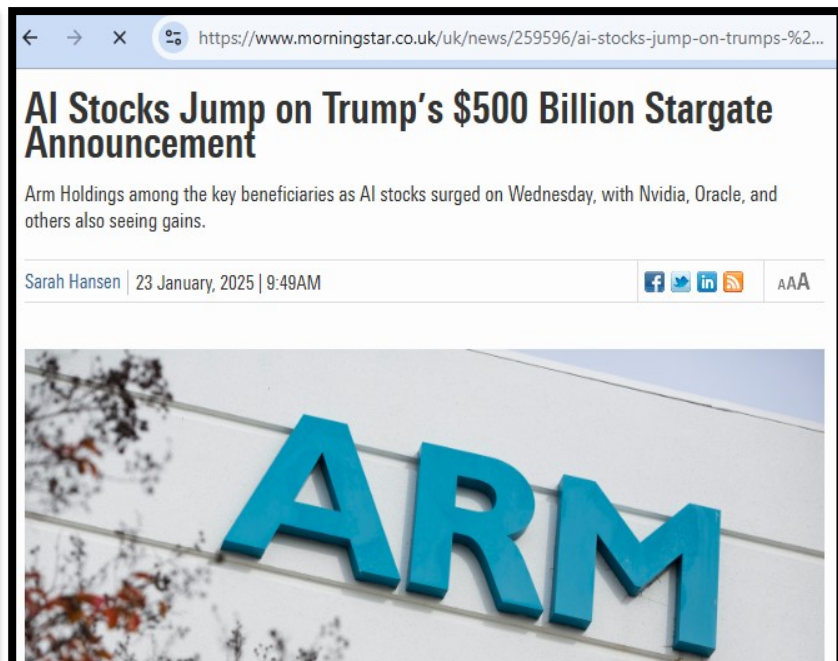 https://www.morningstar.co.uk/uk/news/259596/ai-stocks-jump-on-trumps-%2...
AI Stocks Jump on Trump's $500 Billion Stargate
Announcement
Arm Holdings among the key beneficiaries as AI stocks surged on Wednesday, with Nvidia, Oracle, and
others also seeing gains.
Sarah Hansen | 23 January, 2025 | 9:49AM
f in AAA
ARM